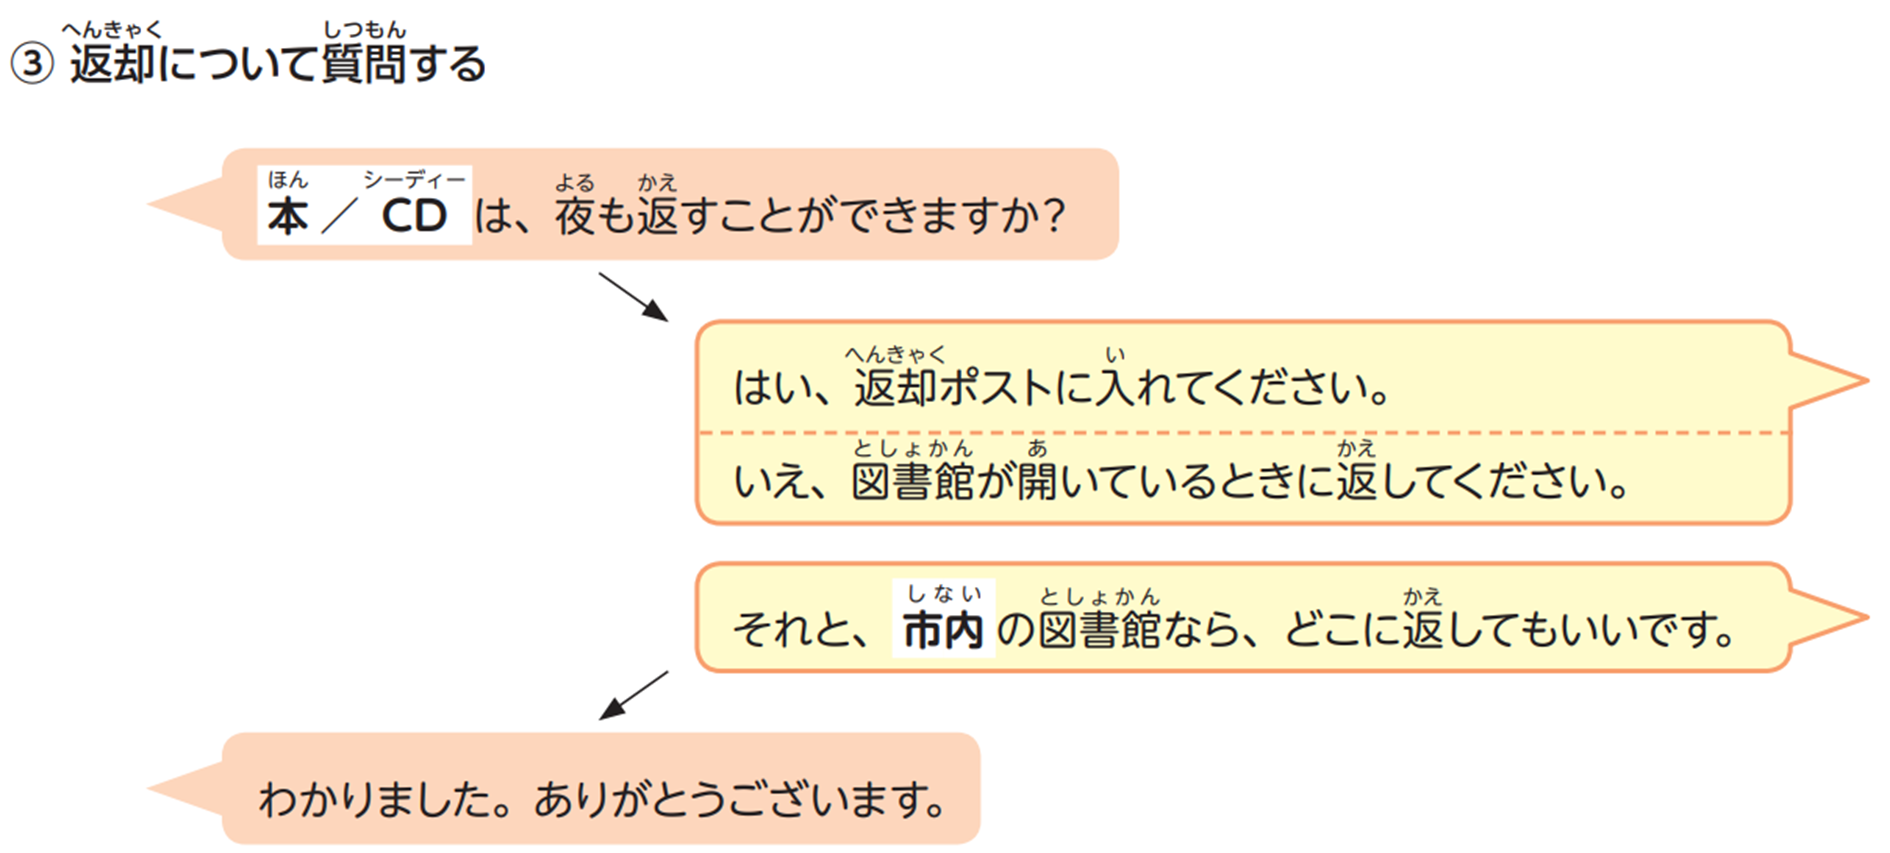 へんきゃく しつもん
③ 返却について質問する
ほん シーディー よる かえ
本／CDは、夜も返すことができますか？
へんきゃく い
はい、返却ポストに入れてください。
としょかん あ かえ
いえ、図書館が開いているときに返してください。
しない としょかん かえ
それと、市内の図書館なら、どこに返してもいいです。
わかりました。ありがとうございます。